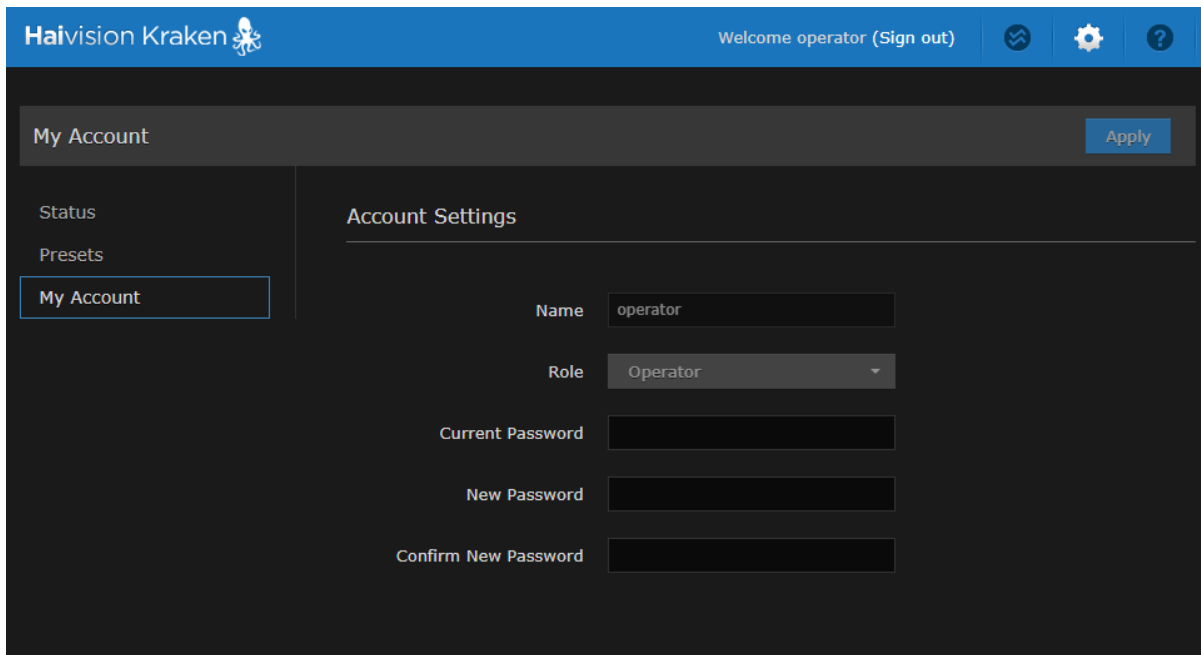 Haivision Kraken
Welcome operator (Sign out)
?
My Account
Apply
Status
Presets
My Account
Account Settings
Name operator
Role Operator
Current Password
New Password
Confirm New Password